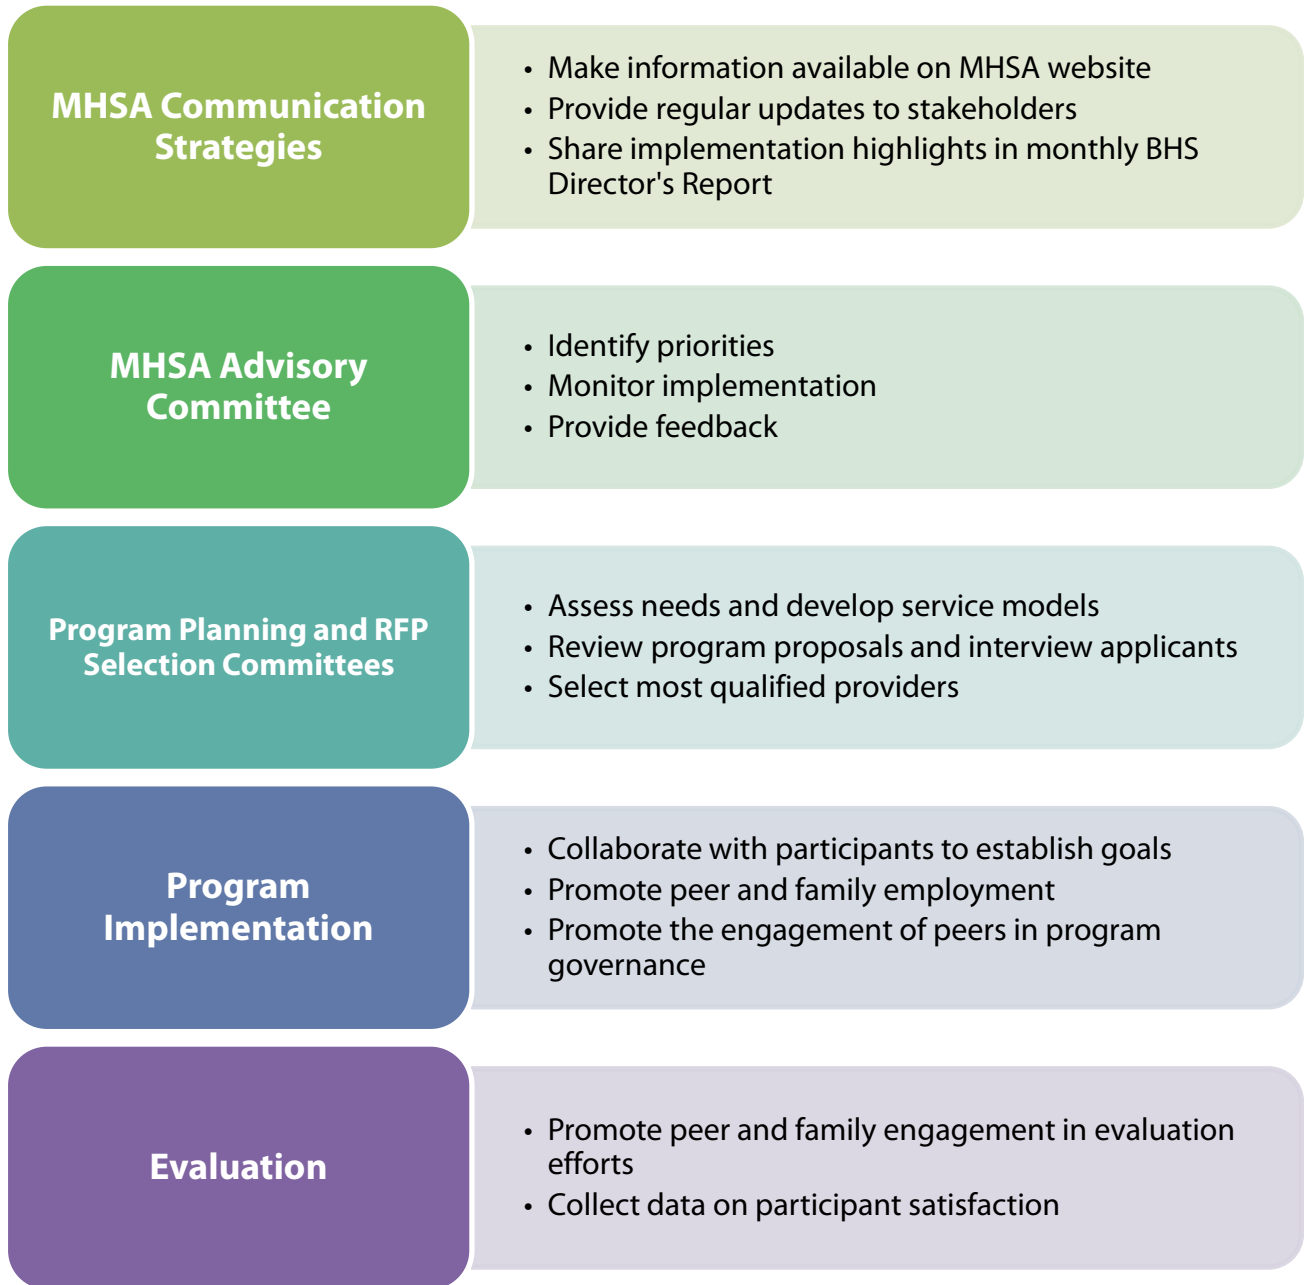 MHSA Communication
Strategies
• Make information available on MHSA website
• Provide regular updates to stakeholders
• Share implementation highlights in monthly BHS
Director's Report
MHSA Advisory
Committee
• Identify priorities
• Monitor implementation
• Provide feedback
Program Planning and RFP
Selection Committees
• Assess needs and develop service models
• Review program proposals and interview applicants
• Select most qualified providers
Program
Implementation
• Collaborate with participants to establish goals
• Promote peer and family employment
• Promote the engagement of peers in program
governance
Evaluation
• Promote peer and family engagement in evaluation
efforts
• Collect data on participant satisfaction